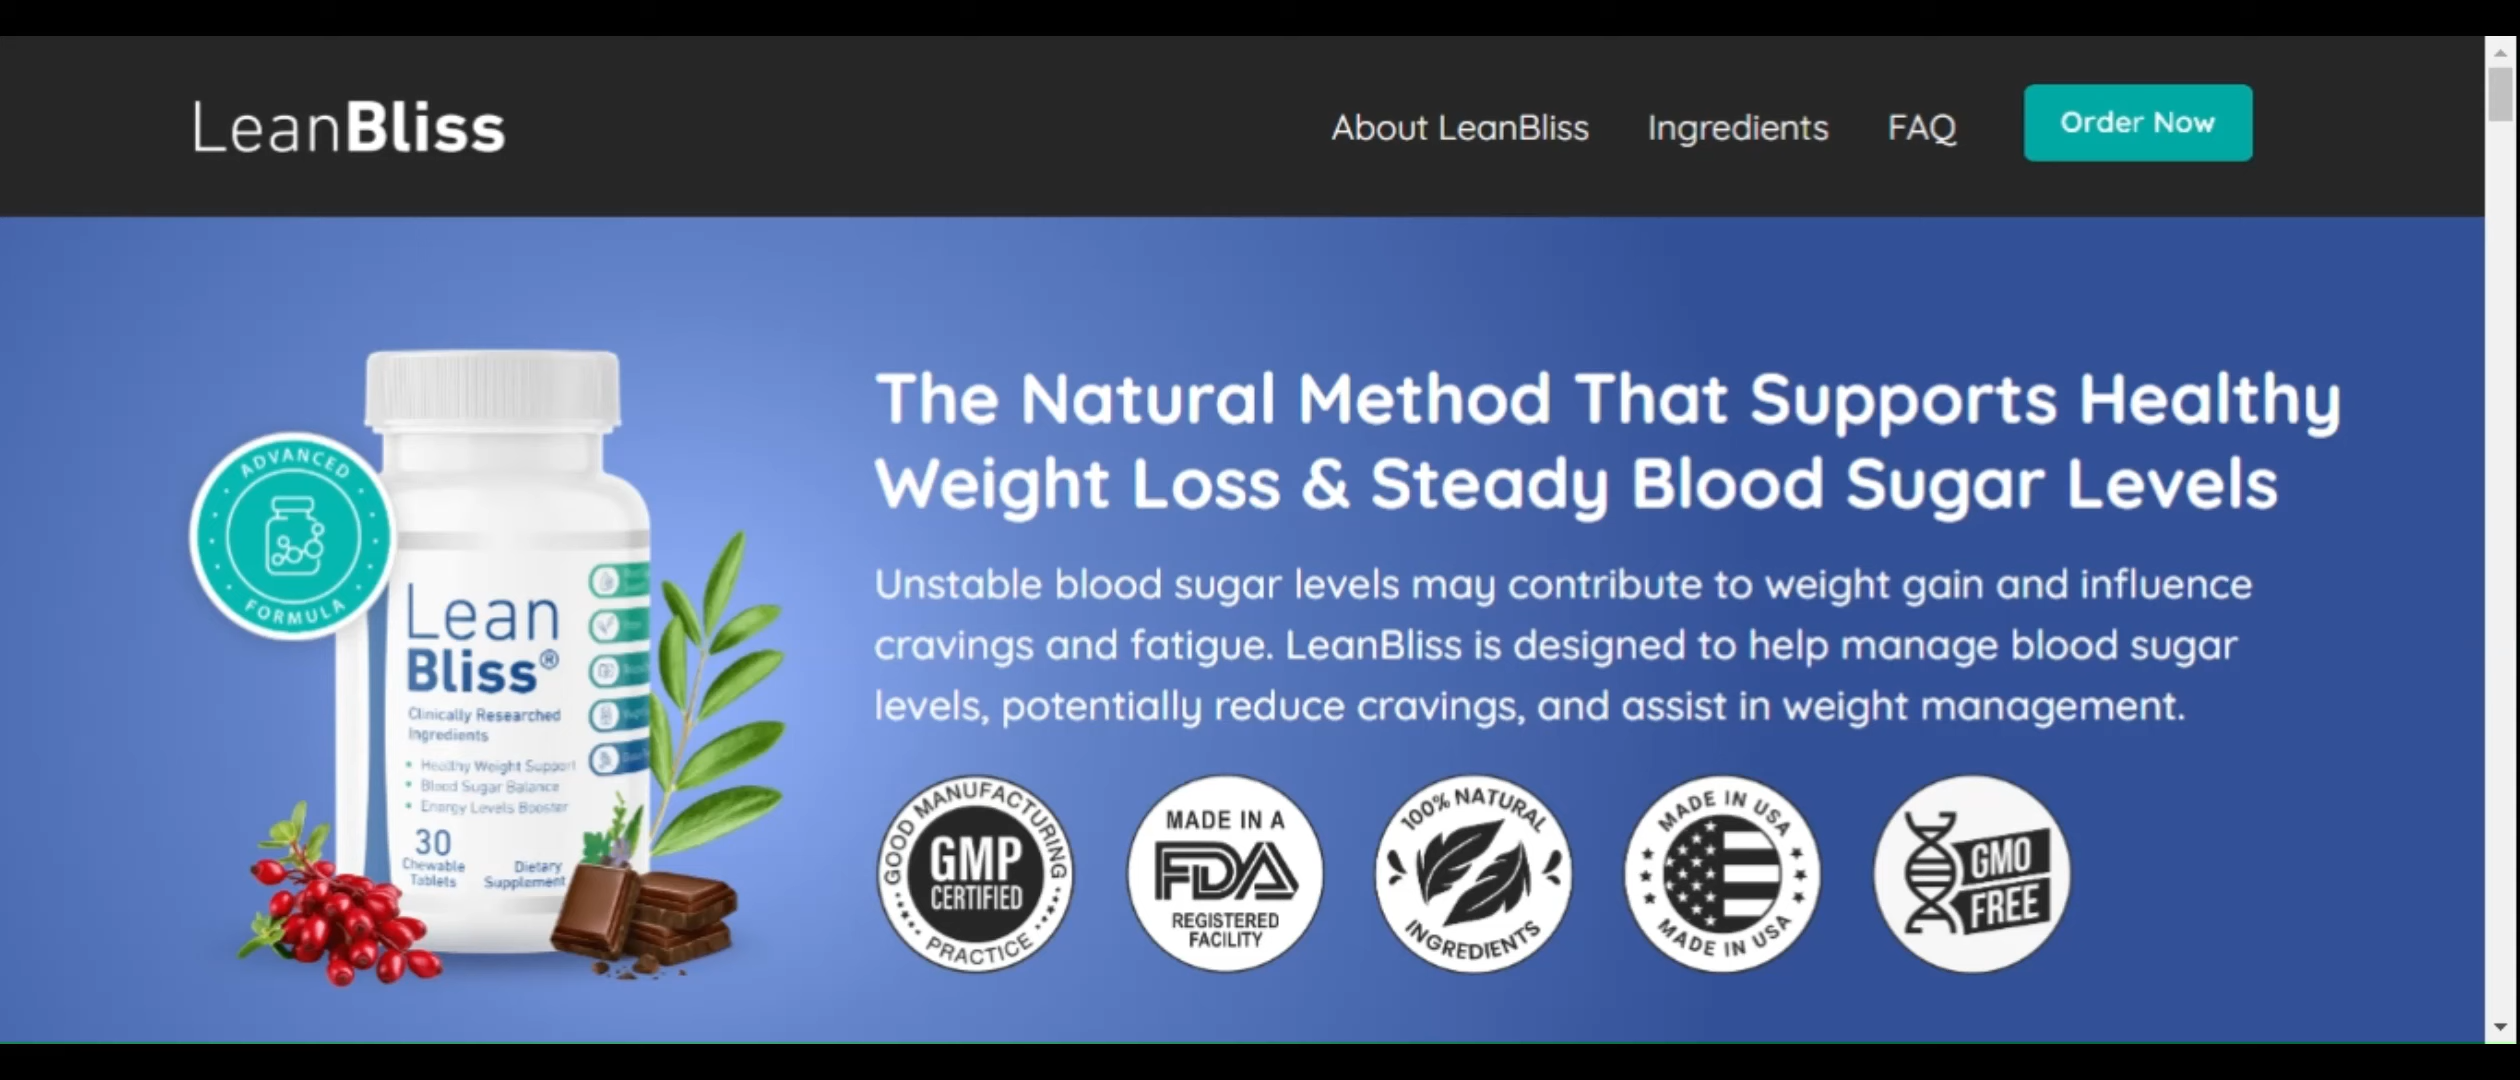 LeanBliss
About LeanBliss
Ingredients
FAQ
Order Now
The Natural Method That Supports Healthy
Weight Loss & Steady Blood Sugar Levels
Unstable blood sugar levels may contribute to weight gain and influence
cravings and fatigue. LeanBliss is designed to help manage blood sugar
levels, potentially reduce cravings, and assist in weight management.
ADVANCED
FORMULA
Lean
Bliss®
Clinically Researched
Ingredients
• Healthy Weight Support
• Blood Sugar Balance
• Energy Levels Booster
30
Chewable
Tablets
Dietary
Supplement
GOOD MANUFACTURING
GMP
CERTIFIED
PRACTICE
MADE IN A
FDA
REGISTERED
FACILITY
100% NATURAL
INGREDIENTS
MADE IN USA
MADE IN USA
GMO
FREE